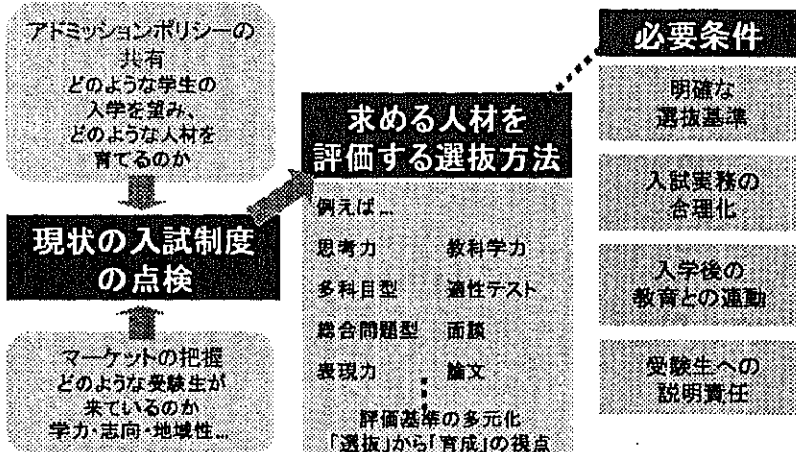 アドミッションポリシーの
共有
どのような学生の
入学を望み、
どのような人材を
育てるのか
現状の入試制度
の点検
マーケットの把握
どのような受験生が
来ているのか
学力・志向・地域性...
求める人材を
評価する選抜方法
例えば...
思考力 教科学力
多科目型 適性テスト
総合問題型 面談
表現力 論文
評価基準の多元化
「選抜」から「育成」の視点
必要条件
明確な
選抜基準
入試実務の
合理化
入学後の
教育との連動
受験生への
説明責任